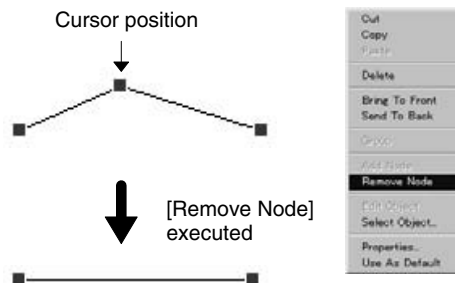 Cursor position
[Remove Node]
executed
Cut
Copy
Paste
Delete
Bring To Front
Send To Back
Group
Add Node
Remove Node
Edit Object
Select Object...
Properties...
Use As Default